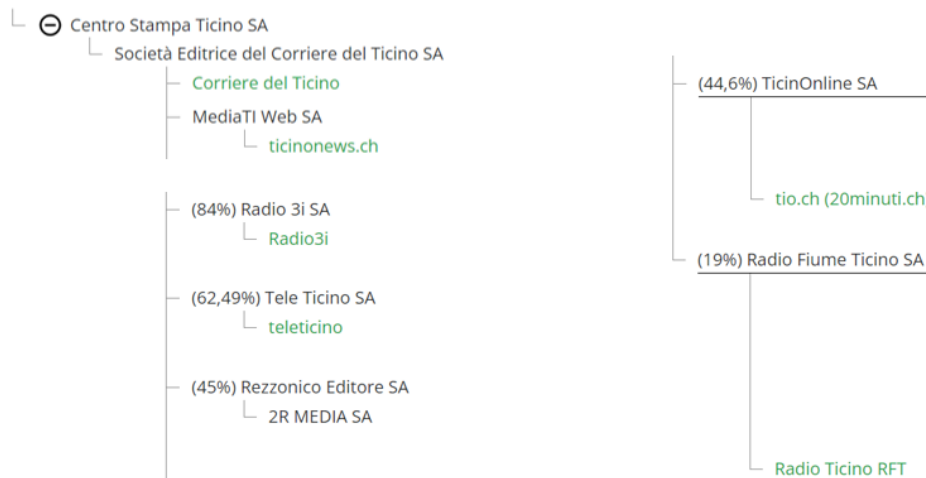 Centro Stampa Ticino SA
Società Editrice del Corriere del Ticino SA
Corriere del Ticino
MediaTI Web SA
ticinonews.ch
(84%) Radio 3i SA
Radio3i
(62,49%) Tele Ticino SA
teleticino
(45%) Rezzonico Editore SA
2R MEDIA SA
(44,6%) TicinOnline SA
tio.ch (20minuti.ch
(19%) Radio Fiume Ticino SA
Radio Ticino RFT